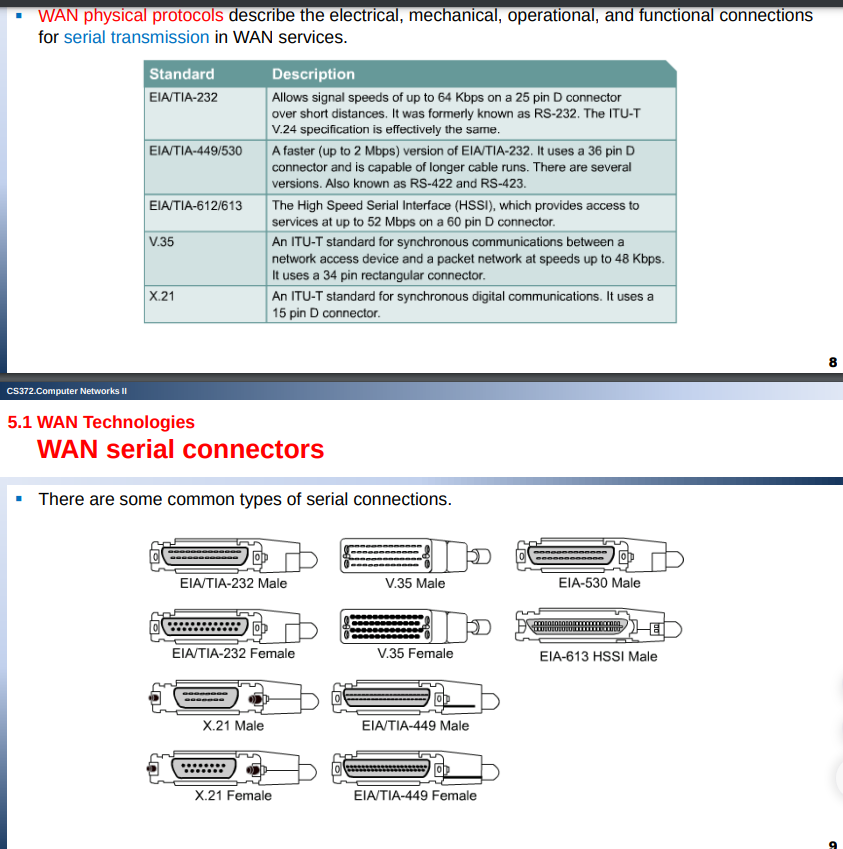 WAN physical protocols describe the electrical, mechanical, operational, and functional connections
for serial transmission in WAN services.
Standard Description
EIA/TIA-232 Allows signal speeds of up to 64 Kbps on a 25 pin D connector
over short distances. It was formerly known as RS-232. The ITU-T
V.24 specification is effectively the same.
EIA/TIA-449/530 A faster (up to 2 Mbps) version of EIA/TIA-232. It uses a 36 pin D
connector and is capable of longer cable runs. There are several
versions. Also known as RS-422 and RS-423.
EIA/TIA-612/613 The High Speed Serial Interface (HSSI), which provides access to
services at up to 52 Mbps on a 60 pin D connector.
V.35 An ITU-T standard for synchronous communications between a
network access device and a packet network at speeds up to 48 Kbps.
It uses a 34 pin rectangular connector.
X.21 An ITU-T standard for synchronous digital communications. It uses a
15 pin D connector.
8
CS372.Computer Networks II
5.1 WAN Technologies
WAN serial connectors
There are some common types of serial connections.
EIA/TIA-232 Male V.35 Male EIA-530 Male
EIA/TIA-232 Female V.35 Female EIA-613 HSSI Male
X.21 Male EIA/TIA-449 Male
X.21 Female EIA/TIA-449 Female
9